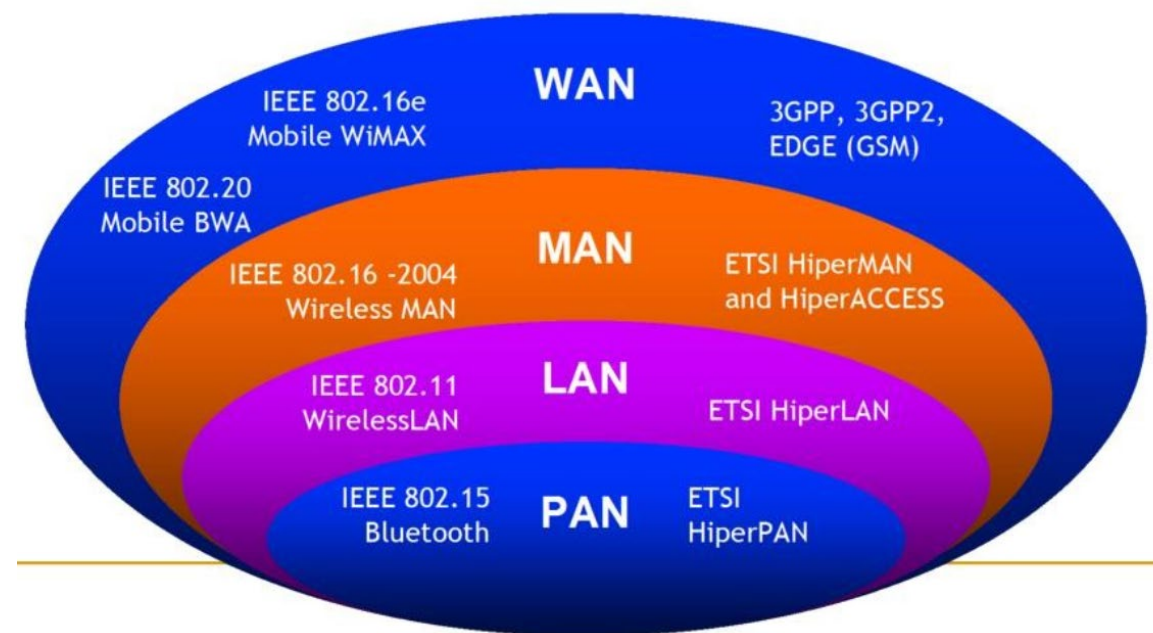 WAN
IEEE 802.16e
Mobile WiMAX
3GPP, 3GPP2,
EDGE (GSM)
IEEE 802.20
Mobile BWA
MAN
IEEE 802.16 -2004
Wireless MAN
ETSI HiperMAN
and HiperACCESS
LAN
IEEE 802.11
WirelessLAN
ETSI HiperLAN
PAN
IEEE 802.15
Bluetooth
ETSI
HiperPAN